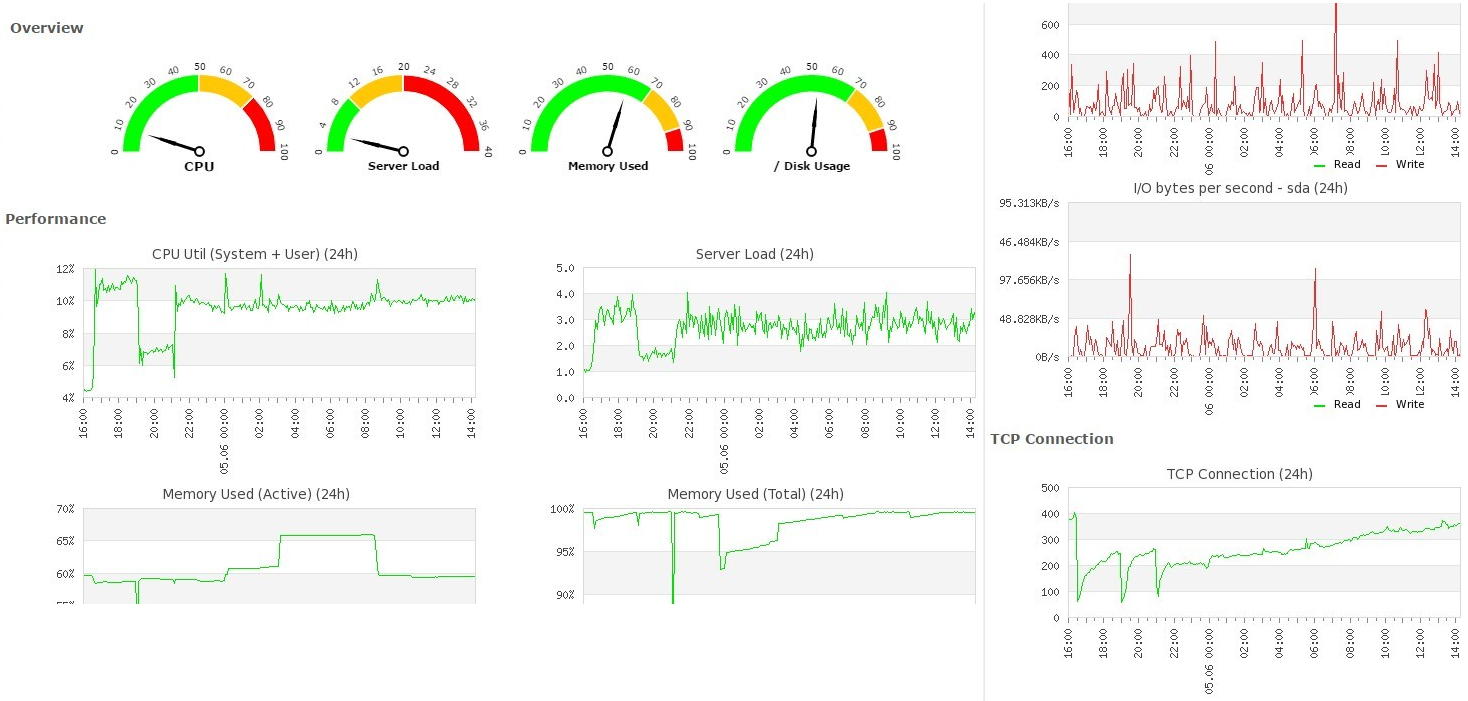 Overview
0 10 20 30 40 50 60 70 80 90 100
CPU
0 4 8 12 16 20 24 28 32 36 40
Server Load
0 10 20 30 40 50 60 70 80 90 100
Memory Used
0 10 20 30 40 50 60 70 80 90 100
/ Disk Usage
Performance
CPU Util (System + User) (24h)
12%
10%
8%
6%
4%
16:00 18:00 20:00 22:00 05.06 00:00 02:00 04:00 06:00 08:00 10:00 12:00 14:00
Server Load (24h)
5.0
4.0
3.0
2.0
1.0
0.0
16:00 18:00 20:00 22:00 05.06 00:00 02:00 04:00 06:00 08:00 10:00 12:00 14:00
Memory Used (Active) (24h)
70%
65%
60%
Memory Used (Total) (24h)
100%
95%
90%
600
400
200
0
16:00 18:00 20:00 22:00 06 00:00 02:00 04:00 06:00 08:00 10:00 12:00 14:00
Read Write
I/O bytes per second - sda (24h)
95.313KB/s
46.484KB/s
97.656KB/s
48.828KB/s
0B/s
16:00 18:00 20:00 22:00 06 00:00 02:00 04:00 06:00 08:00 10:00 12:00 14:00
Read Write
TCP Connection
TCP Connection (24h)
500
400
300
200
100
0
16:00 18:00 20:00 22:00 05.06 00:00 02:00 04:00 06:00 08:00 10:00 12:00 14:00